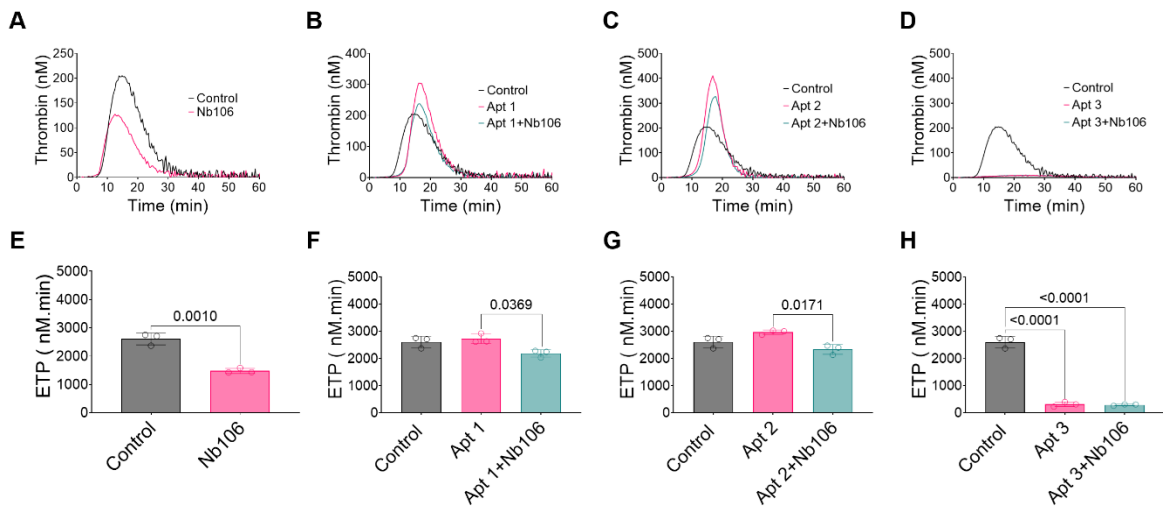 A
Thrombin (nM)
250
200
150
100
50
0
0 10 20 30 40 50 60
Time (min)
Control
Nb106
B
Thrombin (nM)
400
300
200
100
0
0 10 20 30 40 50 60
Time (min)
Control
Apt 1
Apt 1+Nb106
C
Thrombin (nM)
500
400
300
200
100
0
0 10 20 30 40 50 60
Time (min)
Control
Apt 2
Apt 2+Nb106
D
Thrombin (nM)
500
400
300
200
100
0
0 10 20 30 40 50 60
Time (min)
Control
Apt 3
Apt 3+Nb106
E
ETP ( nM.min)
5000
4000
3000
2000
1000
0
0.0010
Control
Nb106
F
ETP ( nM.min)
5000
4000
3000
2000
1000
0
0.0369
Control
Apt 1
Apt 1+Nb106
G
ETP ( nM.min)
5000
4000
3000
2000
1000
0
0.0171
Control
Apt 2
Apt 2+Nb106
H
ETP ( nM.min)
5000
4000
3000
2000
1000
0
<0.0001
<0.0001
Control
Apt 3
Apt 3+Nb106